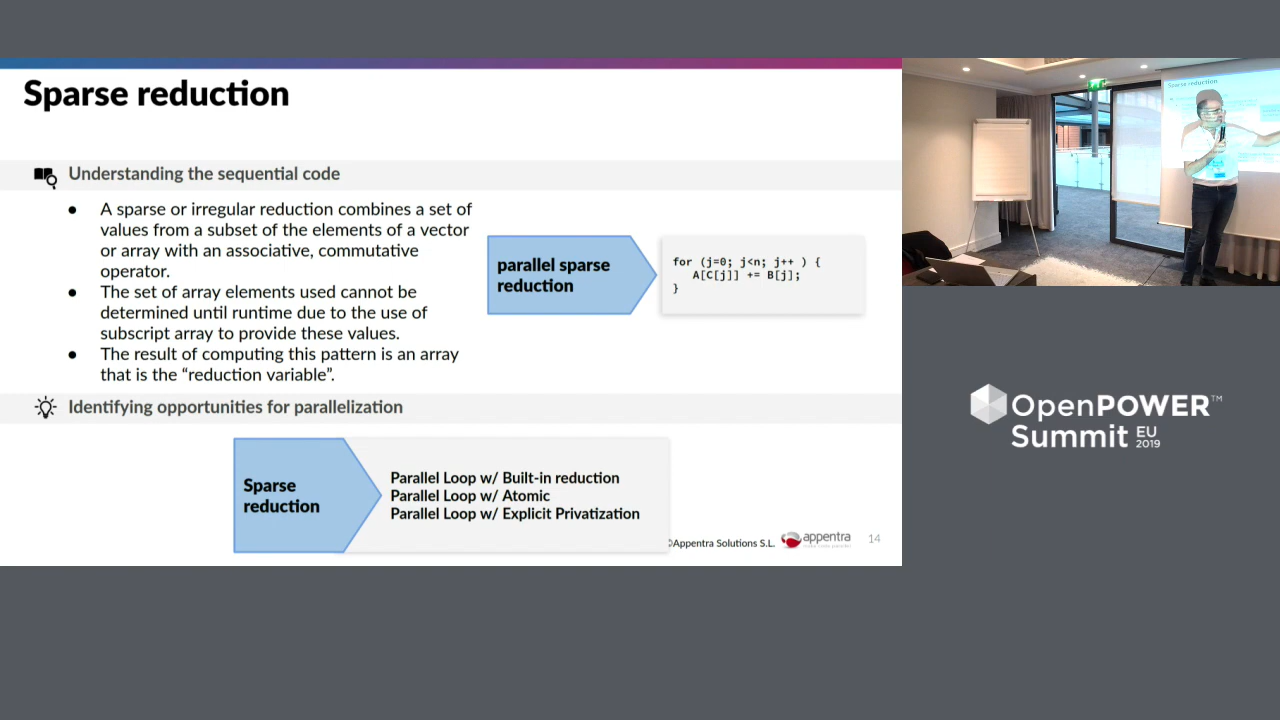 Sparse reduction
Understanding the sequential code
● A sparse or irregular reduction combines a set of
values from a subset of the elements of a vector
or array with an associative, commutative
operator.
● The set of array elements used cannot be
determined until runtime due to the use of
subscript array to provide these values.
● The result of computing this pattern is an array
that is the “reduction variable”.
parallel sparse
reduction
for (j=0; j<n; j++ ) {
A[C[j]] += B[j];
}
Identifying opportunities for parallelization
Sparse
reduction
Parallel Loop w/ Built-in reduction
Parallel Loop w/ Atomic
Parallel Loop w/ Explicit Privatization
©Appentra Solutions S.L.
appentra
14
Sparse reduction
OpenPOWER™
Summit EU
2019